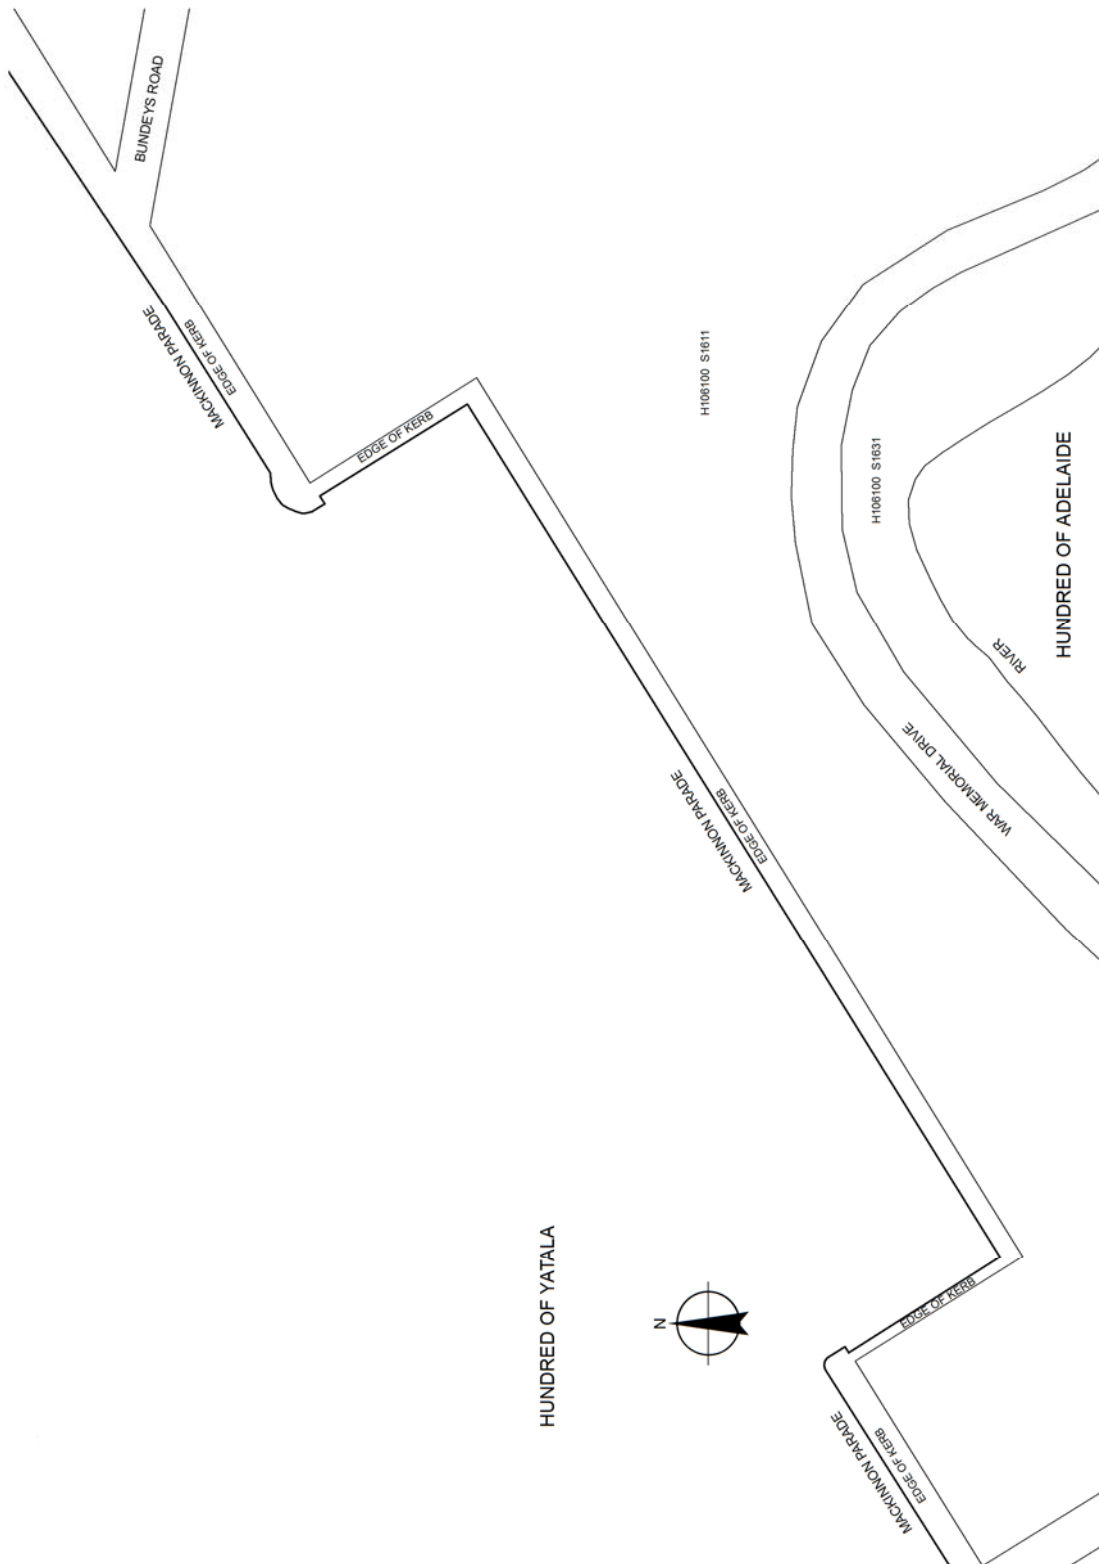 BUNDEYS ROAD
MACKINNON PARADE
EDGE OF KERB
EDGE OF KERB
H106100 S1611
H106100 S1631
HUNDRED OF ADELAIDE
RIVER
WAR MEMORIAL DRIVE
MACKINNON PARADE
EDGE OF KERB
HUNDRED OF YATALA
N
EDGE OF KERB
MACKINNON PARADE
EDGE OF KERB